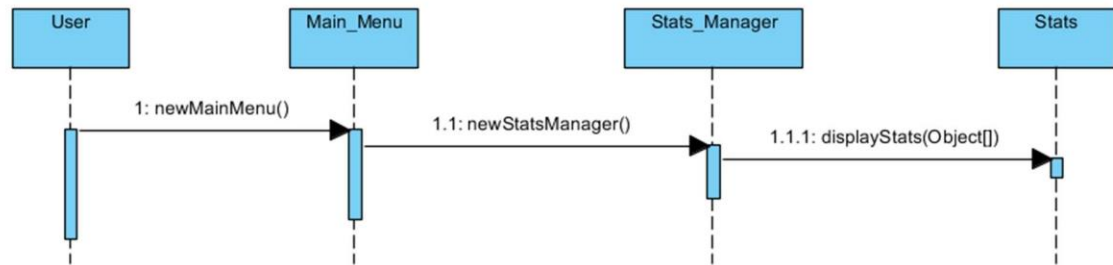 User
Main_Menu
Stats_Manager
Stats
1: newMainMenu()
1.1: newStatsManager()
1.1.1: displayStats(Object[])